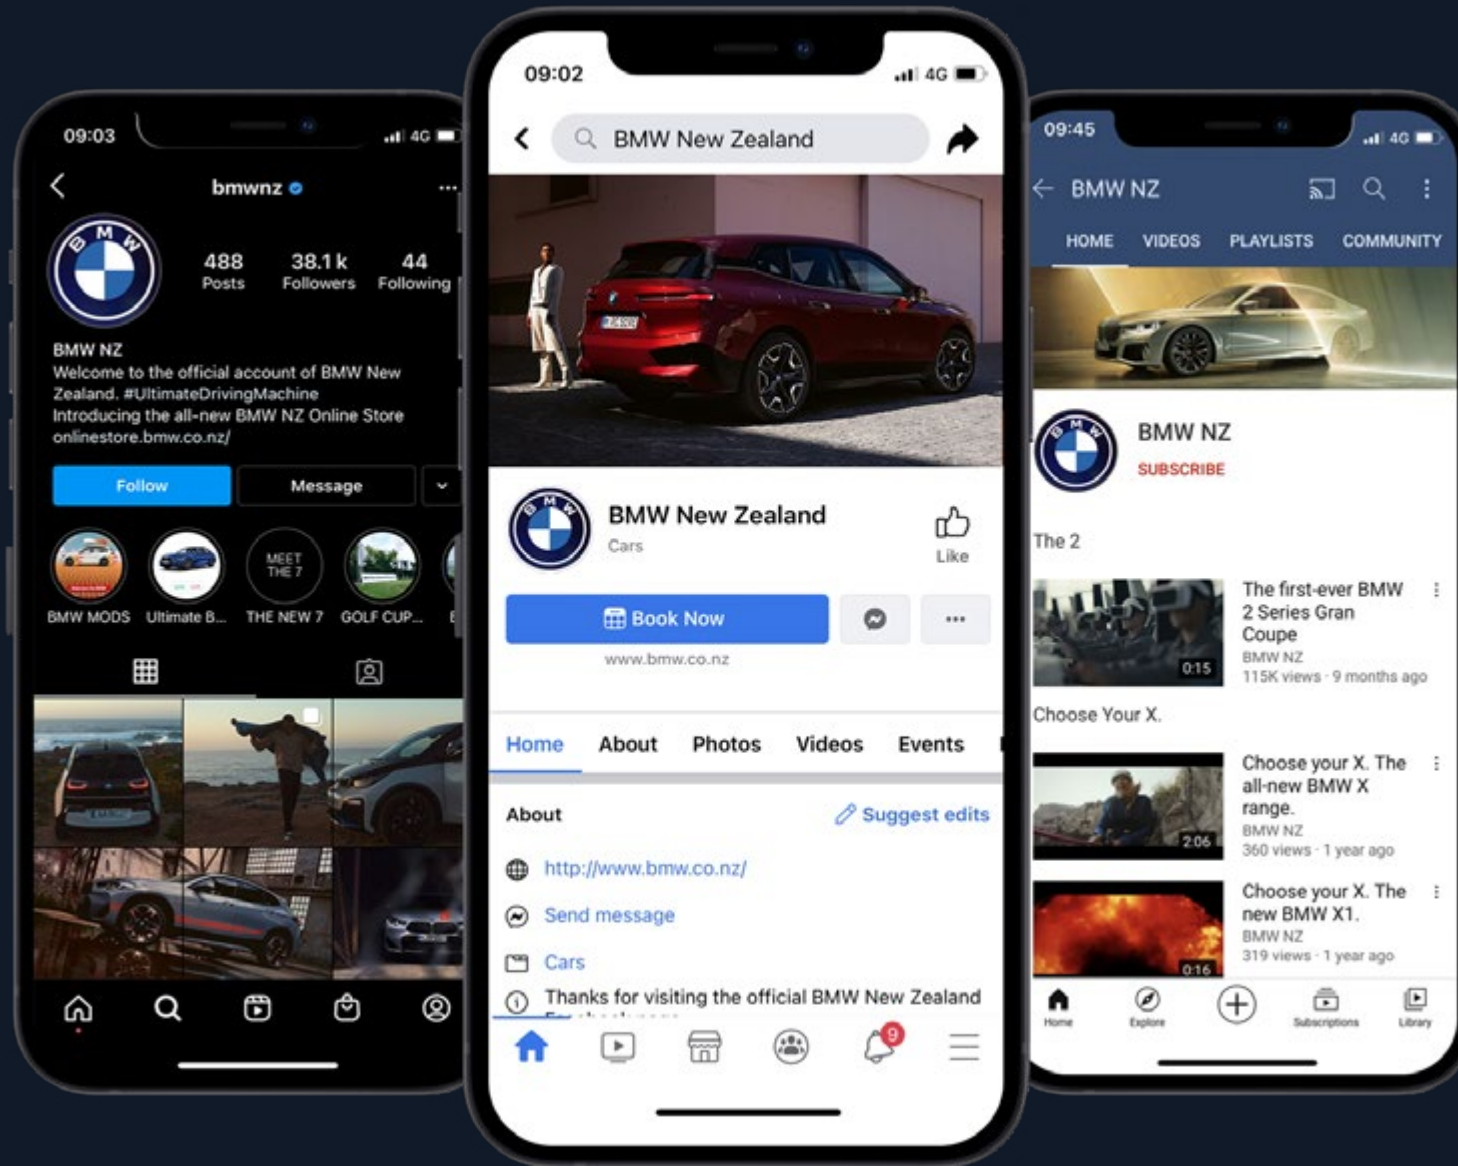 09:03
4G
bmwnz
488
38.1 k
44
Posts
Followers
Following
BMW
BMW NZ
Welcome to the official account of BMW New
Zealand. #UltimateDrivingMachine
Introducing the all-new BMW NZ Online Store
onlinestore.bmw.co.nz/
Follow
Message
MEET
THE 7
BMW MODS
Ultimate B...
THE NEW 7
GOLF CUP...
09:02
4G
BMW New Zealand
BMW
BMW New Zealand
Cars
Like
Book Now
www.bmw.co.nz
Home
About
Photos
Videos
Events
About
Suggest edits
http://www.bmw.co.nz/
Send message
Cars
Thanks for visiting the official BMW New Zealand
9
09:45
4G
BMW NZ
HOME
VIDEOS
PLAYLISTS
COMMUNITY
BMW
BMW NZ
SUBSCRIBE
The 2
0:15
The first-ever BMW
2 Series Gran
Coupe
BMW NZ
115K views · 9 months ago
Choose Your X.
2:06
Choose your X. The
all-new BMW X
range.
BMW NZ
360 views · 1 year ago
0:16
Choose your X. The
new BMW X1.
BMW NZ
319 views · 1 year ago
Home
Explore
Subscriptions
Library